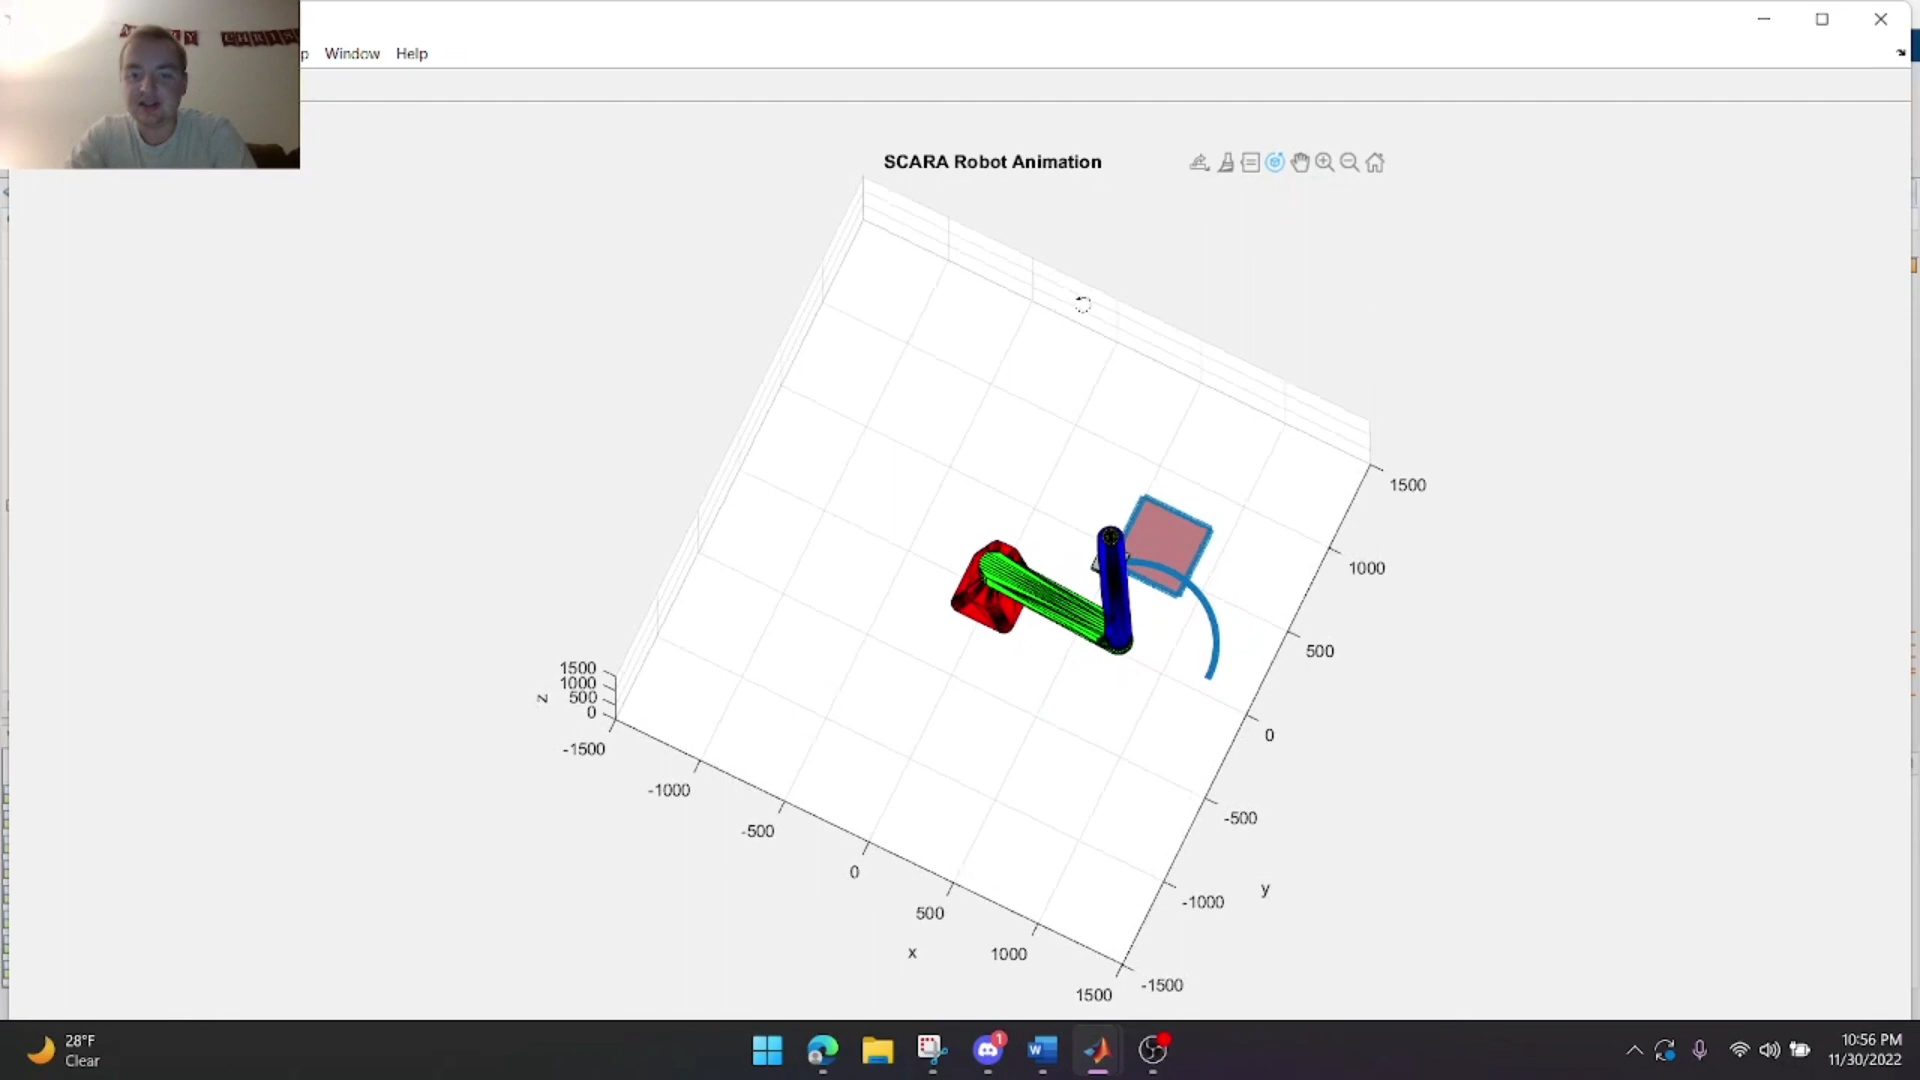 p Window Help
SCARA Robot Animation
1500
1000
500
0
-500
-1000
-1500
y
1500
1000
500
0
z
-1500
-1000
-500
0
500
1000
1500
x
28°F
Clear
1
W
10:56 PM
11/30/2022